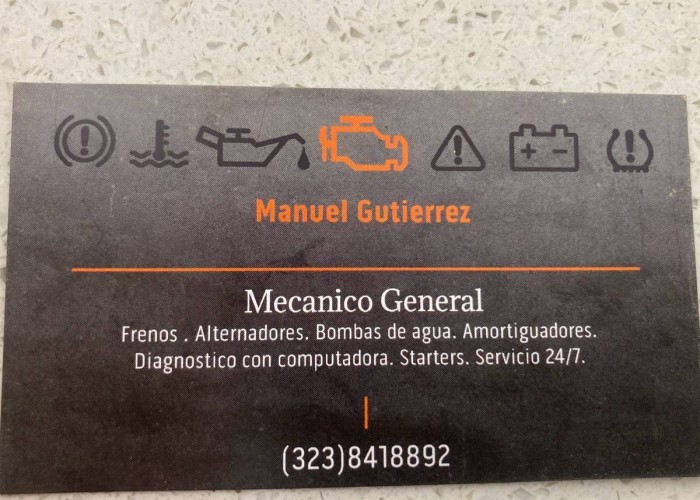 Manuel Gutierrez
Mecanico General
Frenos . Alternadores. Bombas de agua. Amortiguadores.
Diagnostico con computadora. Starters. Servicio 24/7.
(323)8418892